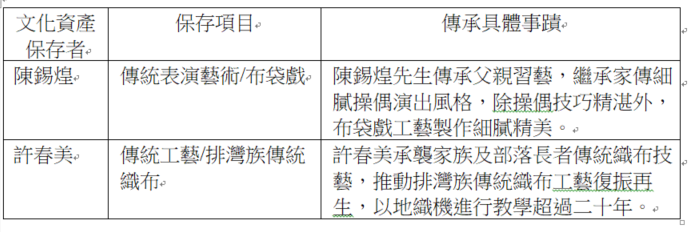 文化資產
保存者
保存項目
傳承具體事蹟
陳錫煌
傳統表演藝術/布袋戲
陳錫煌先生傳承父親習藝，繼承家傳細
膩操偶演出風格，除操偶技巧精湛外，
布袋戲工藝製作細膩精美。
許春美
傳統工藝/排灣族傳統
織布
許春美承襲家族及部落長者傳統織布技
藝，推動排灣族傳統織布工藝復振再
生，以地織機進行教學超過二十年。